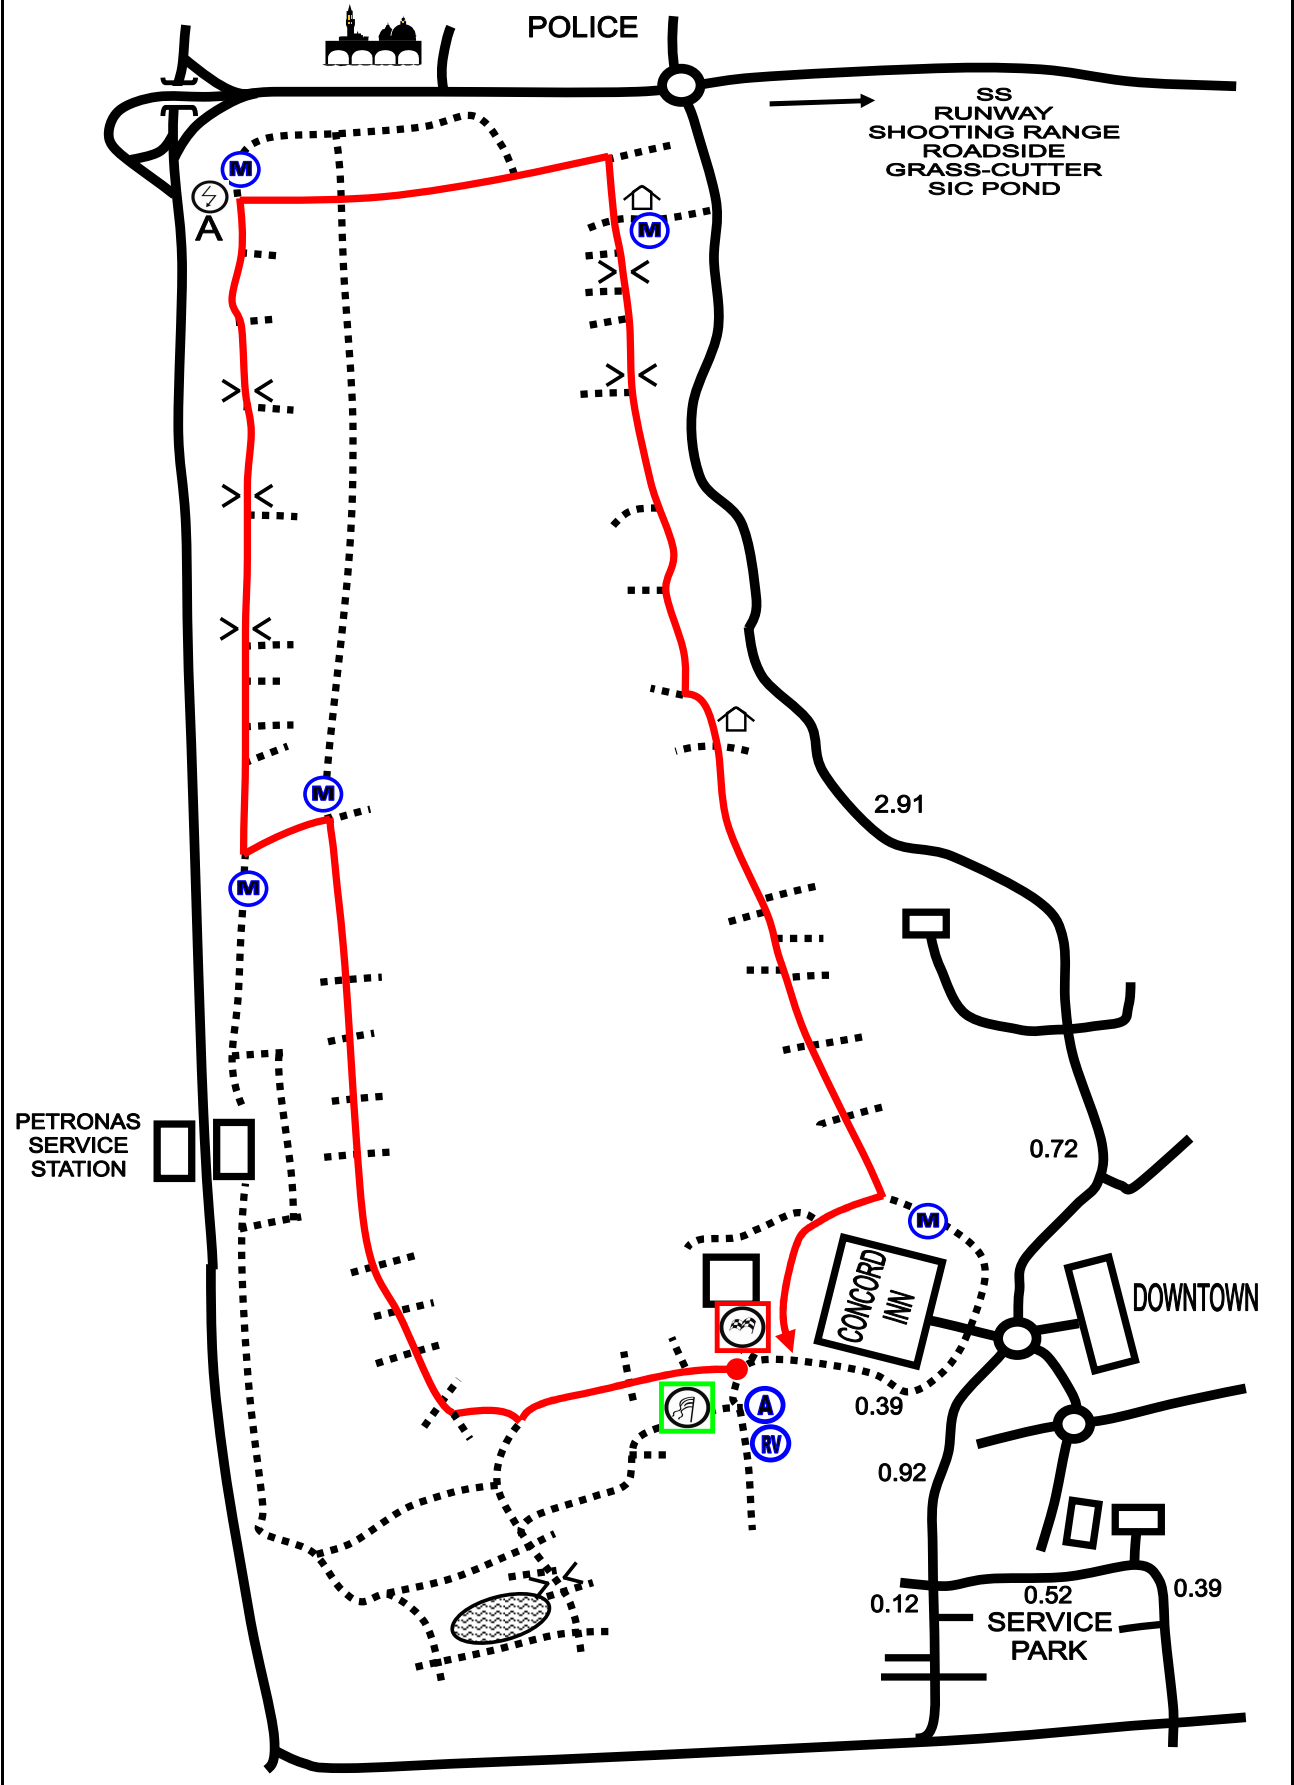 POLICE
SS
RUNWAY
SHOOTING RANGE
ROADSIDE
GRASS-CUTTER
SIC POND
M
A
M
2.91
M
M
PETRONAS
SERVICE
STATION
0.72
M
CONCORD
INN
DOWNTOWN
0.39
A
RV
0.92
0.12
0.52
0.39
SERVICE
PARK